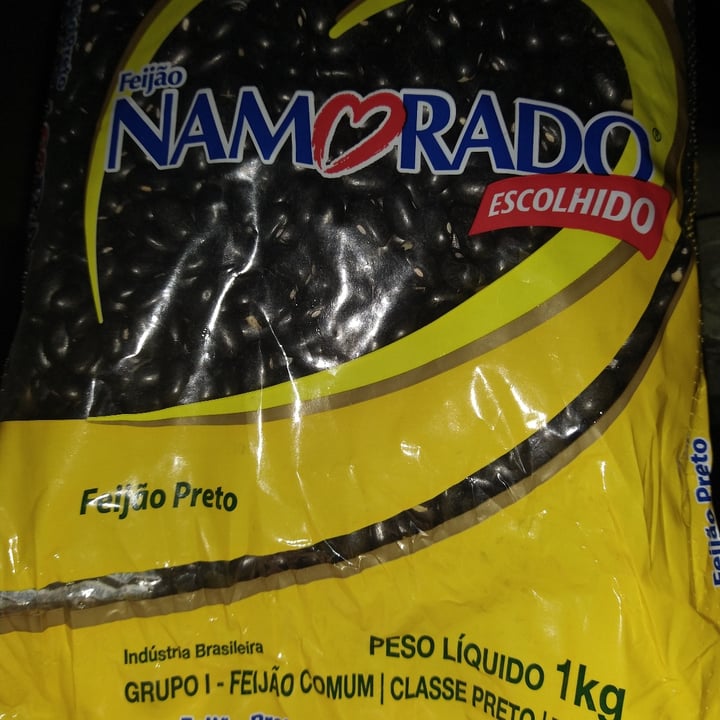 Feijão
NAMORADO®
ESCOLHIDO
Feijão Preto
Indústria Brasileira
PESO LÍQUIDO 1kg
GRUPO I - FEIJÃO COMUM | CLASSE PRETO
Feijão Preto